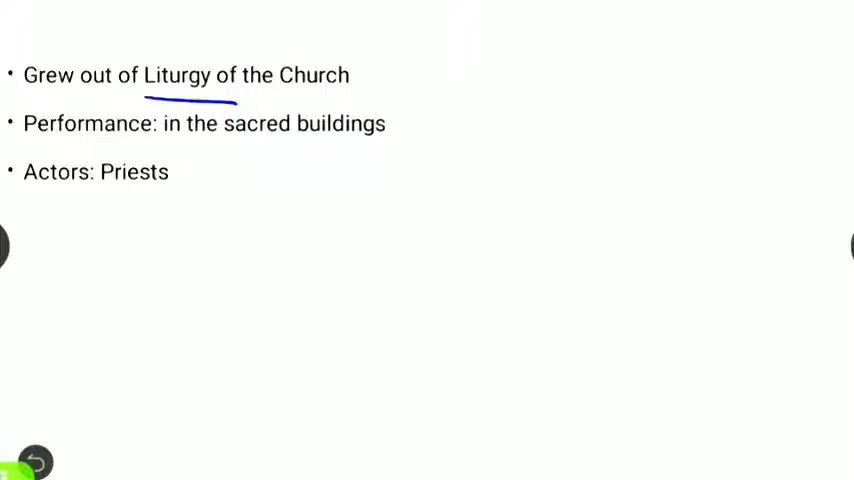 • Grew out of Liturgy of the Church
• Performance: in the sacred buildings
• Actors: Priests